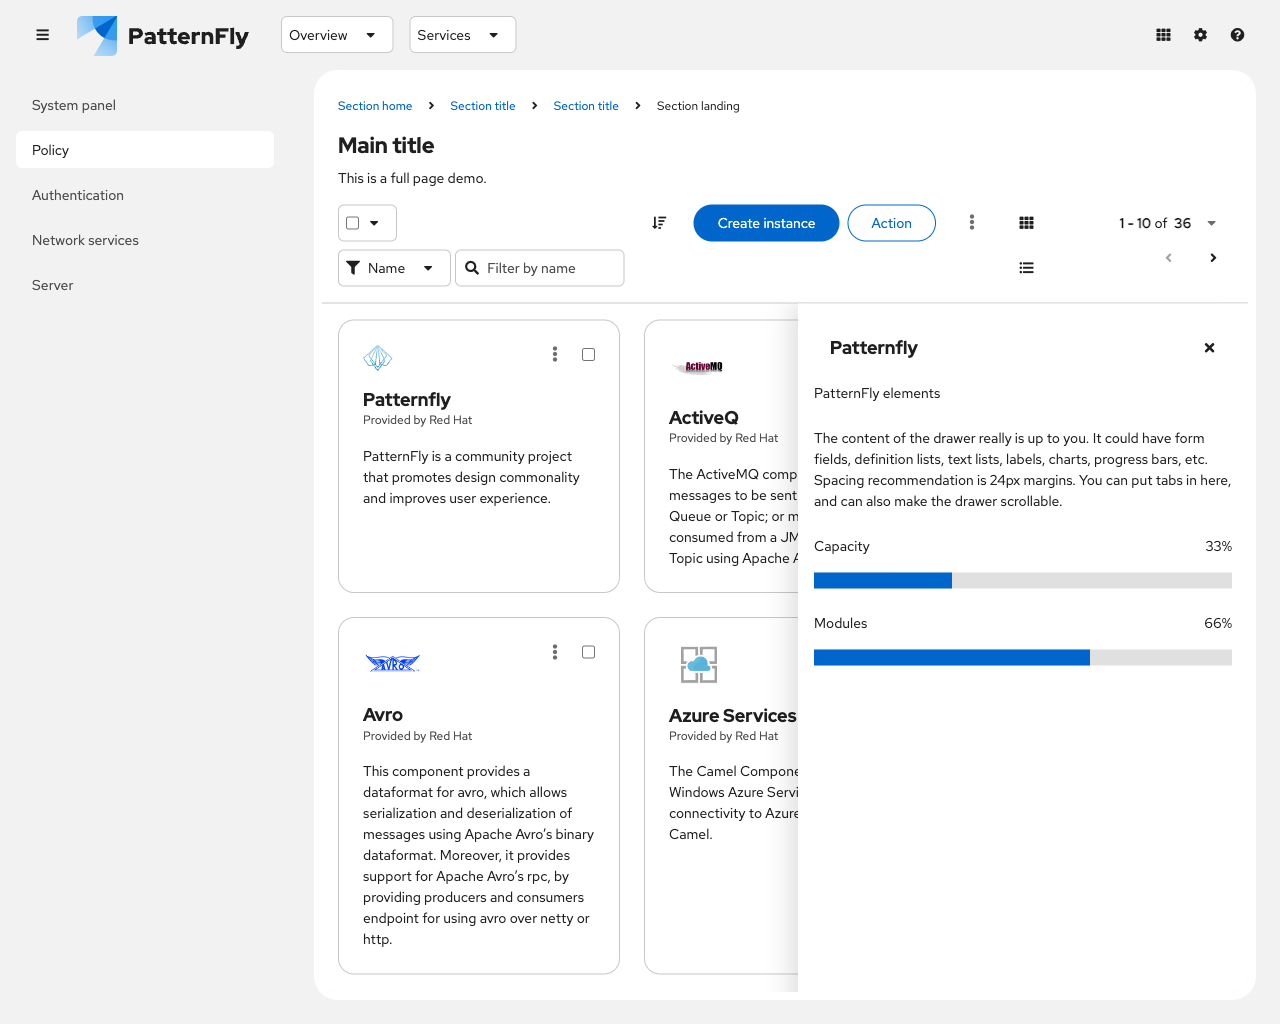 PatternFly
Overview
Services
System panel
Policy
Authentication
Network services
Server
Section home
Section title
Section title
Section landing
Main title
This is a full page demo.
Create instance
Action
1 - 10 of 36
Name
Filter by name
Patternfly
Provided by Red Hat
PatternFly is a community project
that promotes design commonality
and improves user experience.
ActiveMQ
ActiveQ
Provided by Red Hat
The ActiveMQ comp
messages to be sent
Queue or Topic; or m
consumed from a JM
Topic using Apache A
AVRO
Avro
Provided by Red Hat
This component provides a
dataformat for avro, which allows
serialization and deserialization of
messages using Apache Avro’s binary
dataformat. Moreover, it provides
support for Apache Avro’s rpc, by
providing producers and consumers
endpoint for using avro over netty or
http.
Azure Services
Provided by Red Hat
The Camel Compone
Windows Azure Servi
connectivity to Azure
Camel.
Patternfly
PatternFly elements
The content of the drawer really is up to you. It could have form
fields, definition lists, text lists, labels, charts, progress bars, etc.
Spacing recommendation is 24px margins. You can put tabs in here,
and can also make the drawer scrollable.
Capacity
33%
Modules
66%